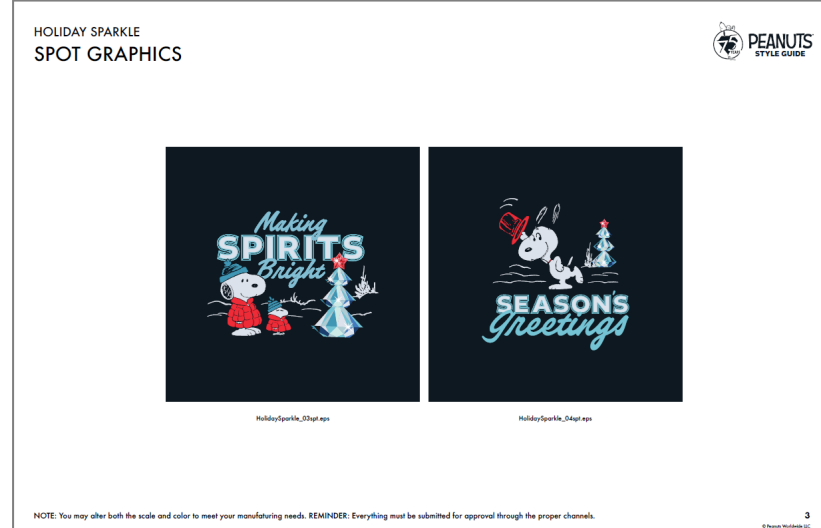 HOLIDAY SPARKLE
SPOT GRAPHICS
75
YEARS
PEANUTS
STYLE GUIDE
Making
SPIRITS
Bright
SEASON'S
Greetings
HolidaySparkle_03spt.eps
HolidaySparkle_04spt.eps
NOTE: You may alter both the scale and color to meet your manufaturing needs. REMINDER: Everything must be submitted for approval through the proper channels.
3
© Peanuts Worldwide LLC